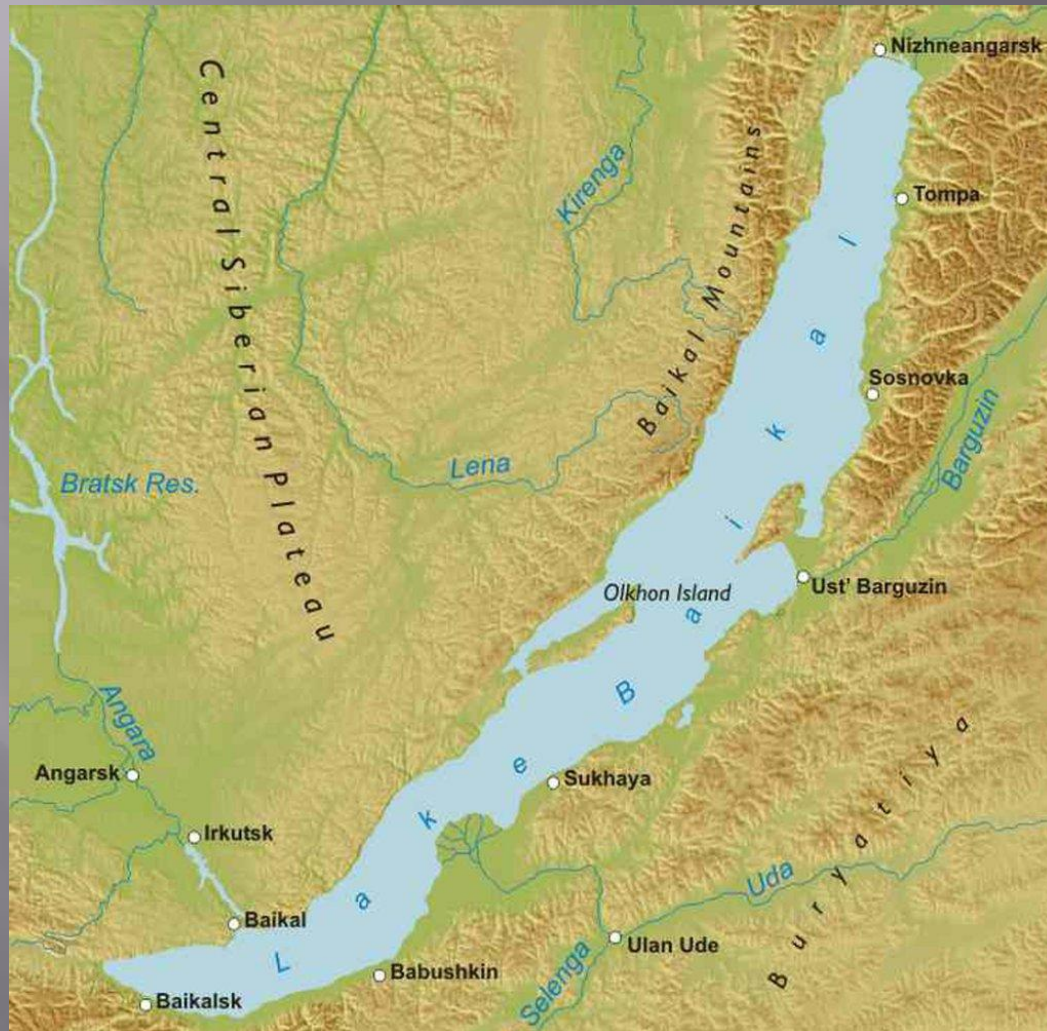 Nizhneangarsk
Central Siberian Plateau
Kirenga
Baikal Mountains
Tompa
Sosnovka
Barguzin
Lena
Bratsk Res.
Lake Baikal
Ust' Barguzin
Olkhon Island
Angara
Angarsk
Sukhaya
Irkutsk
Buryatiya
Uda
Baikal
Ulan Ude
Selenga
Babushkin
Baikalsk